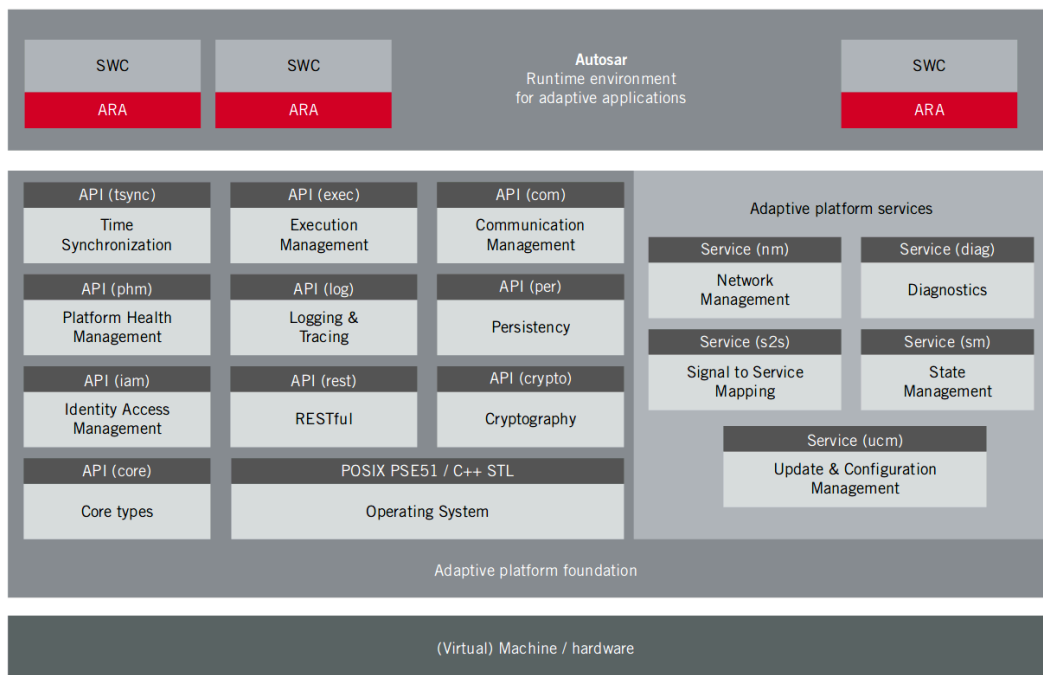 SWC
ARA
SWC
ARA
Autosar
Runtime environment
for adaptive applications
SWC
ARA
API (tsync)
Time
Synchronization
API (exec)
Execution
Management
API (com)
Communication
Management
API (phm)
Platform Health
Management
API (log)
Logging &
Tracing
API (per)
Persistency
API (iam)
Identity Access
Management
API (rest)
RESTful
API (crypto)
Cryptography
API (core)
Core types
POSIX PSE51 / C++ STL
Operating System
Adaptive platform services
Service (nm)
Network
Management
Service (diag)
Diagnostics
Service (s2s)
Signal to Service
Mapping
Service (sm)
State
Management
Service (ucm)
Update & Configuration
Management
Adaptive platform foundation
(Virtual) Machine / hardware